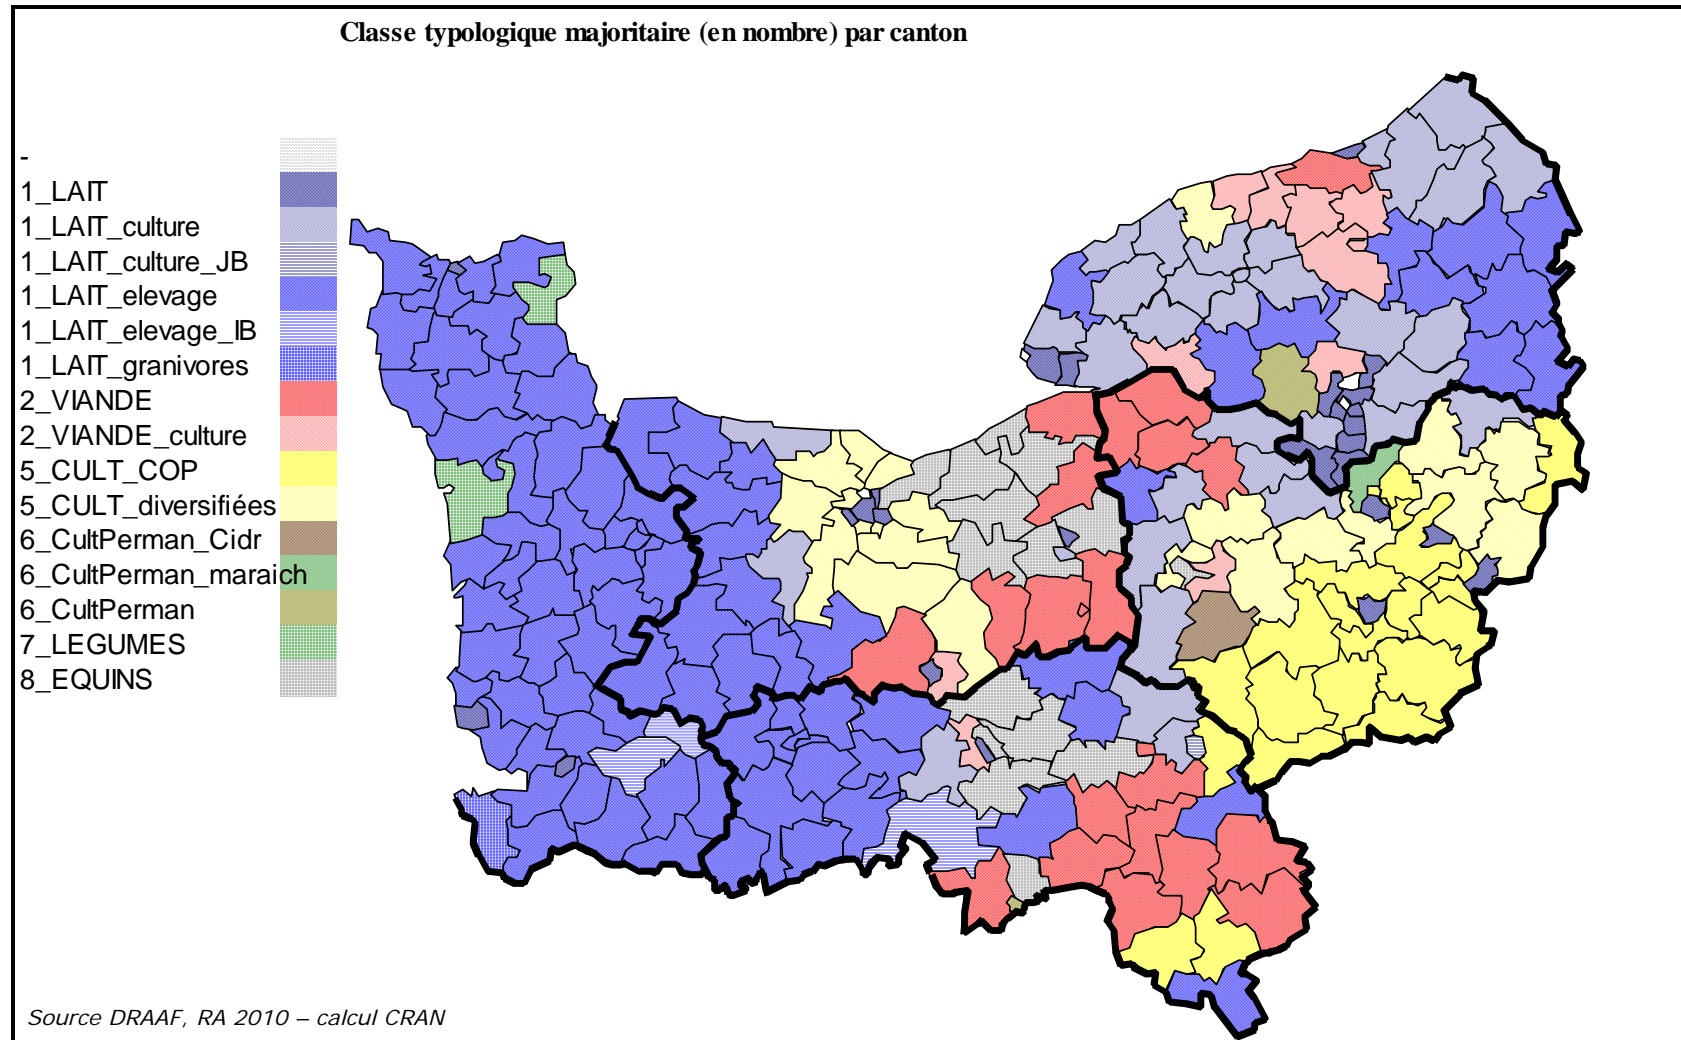 Classe typologique majoritaire (en nombre) par canton
-
1_LAIT
1_LAIT_culture
1_LAIT_culture_JB
1_LAIT_elevage
1_LAIT_elevage_IB
1_LAIT_granivores
2_VIANDE
2_VIANDE_culture
5_CULT_COP
5_CULT_diversifiées
6_CultPerman_Cidr
6_CultPerman_maraich
6_CultPerman
7_LEGUMES
8_EQUINS
Source DRAAF, RA 2010 – calcul CRAN